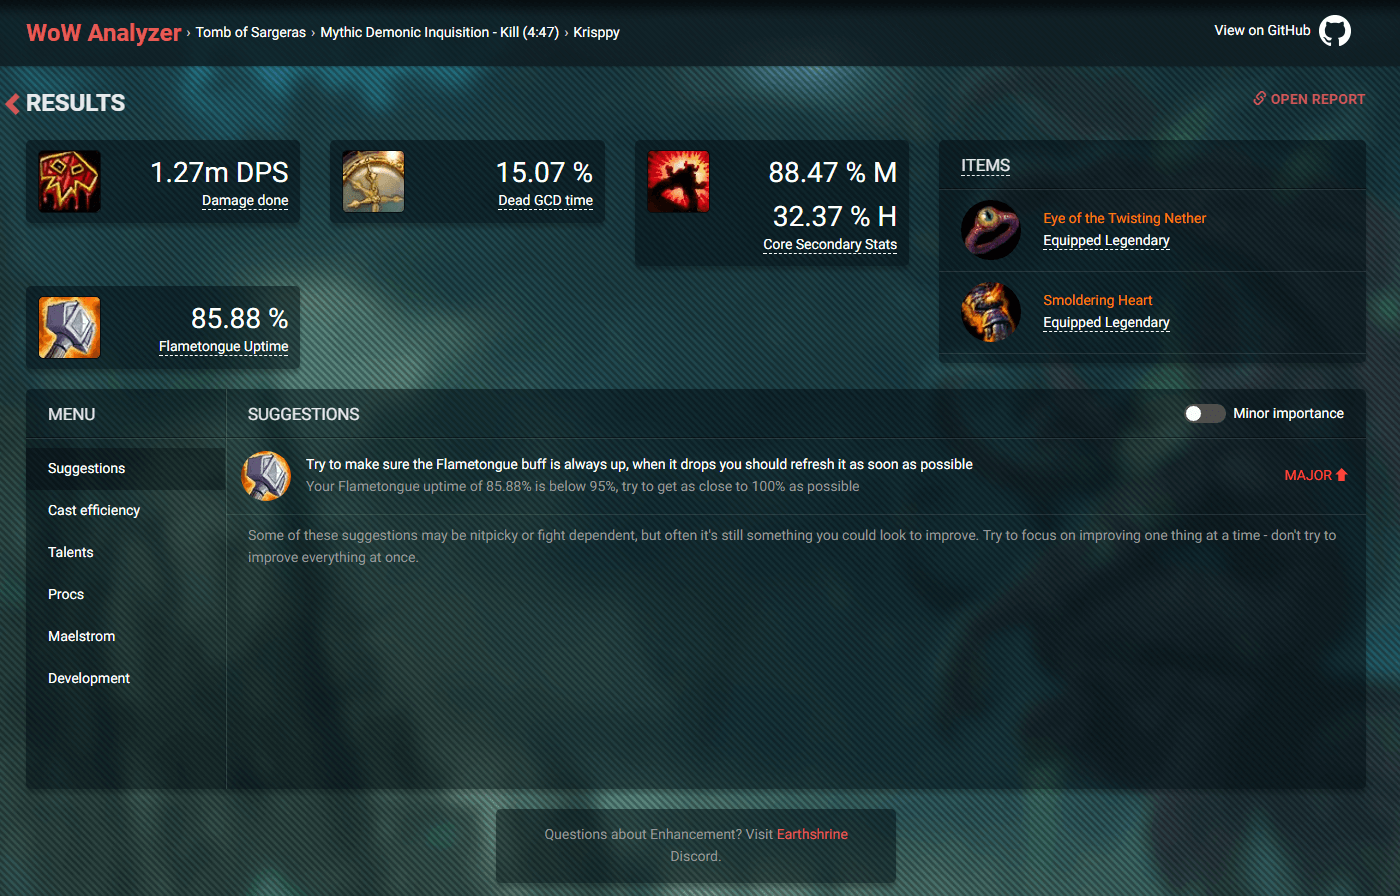 WoW Analyzer › Tomb of Sargeras › Mythic Demonic Inquisition - Kill (4:47) › Krisppy
View on GitHub
RESULTS
OPEN REPORT
1.27m DPS
Damage done
15.07 %
Dead GCD time
88.47 % M
32.37 % H
Core Secondary Stats
85.88 %
Flametongue Uptime
ITEMS
Eye of the Twisting Nether
Equipped Legendary
Smoldering Heart
Equipped Legendary
MENU
Suggestions
Cast efficiency
Talents
Procs
Maelstrom
Development
SUGGESTIONS
Minor importance
Try to make sure the Flametongue buff is always up, when it drops you should refresh it as soon as possible
Your Flametongue uptime of 85.88% is below 95%, try to get as close to 100% as possible
MAJOR
Some of these suggestions may be nitpicky or fight dependent, but often it's still something you could look to improve. Try to focus on improving one thing at a time - don't try to
improve everything at once.
Questions about Enhancement? Visit Earthshrine
Discord.